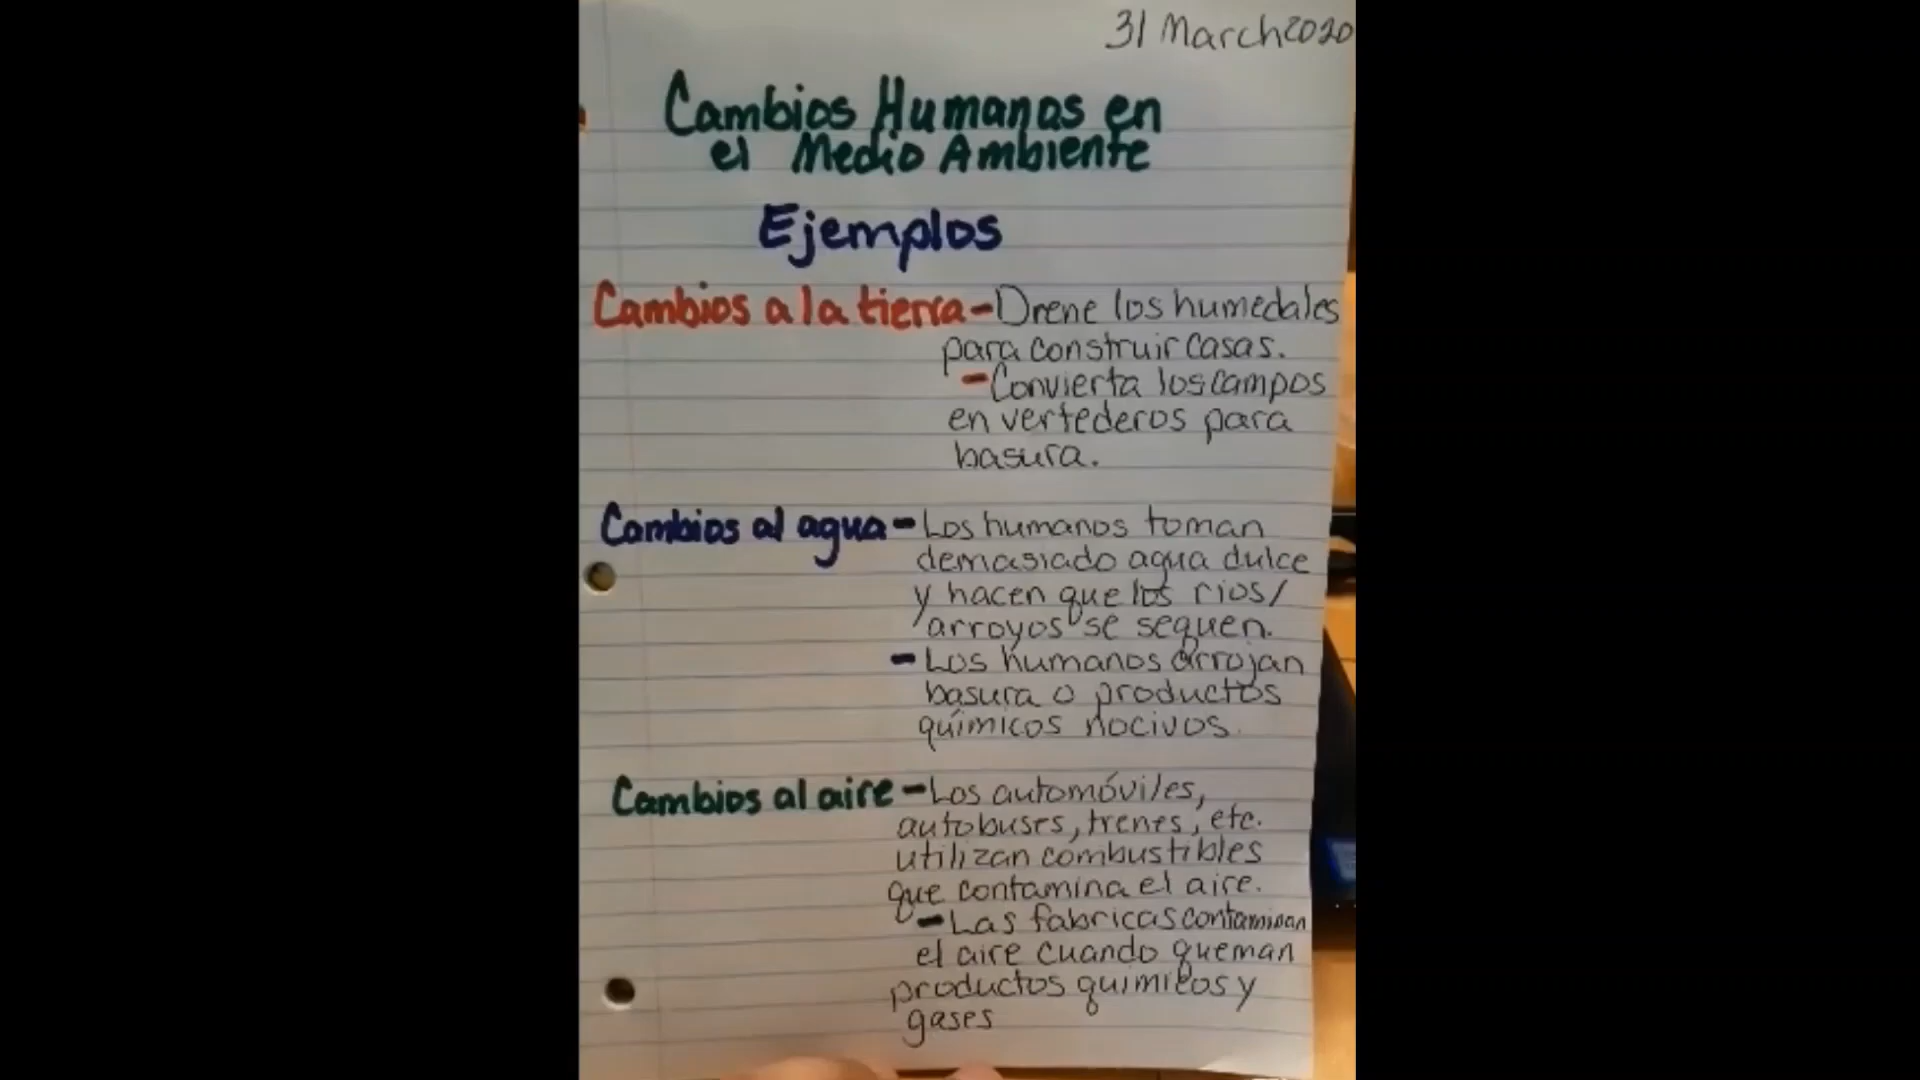 31 March 2020
Cambios Humanos en
el Medio Ambiente
Ejemplos
Cambios a la tierra - Drene los humedales
para construir casas.
- Convierta los campos
en vertederos para
basura.
Cambios al agua - Los humanos toman
demasiado agua dulce
y hacen que los rios/
arroyos se sequen.
- Los humanos arrojan
basura o productos
químicos nocivos.
Cambios al aire - Los automóviles,
autobuses, trenes, etc.
utilizan combustibles
que contamina el aire.
- Las fabricas contaminan
el aire cuando queman
productos quimicos y
gases